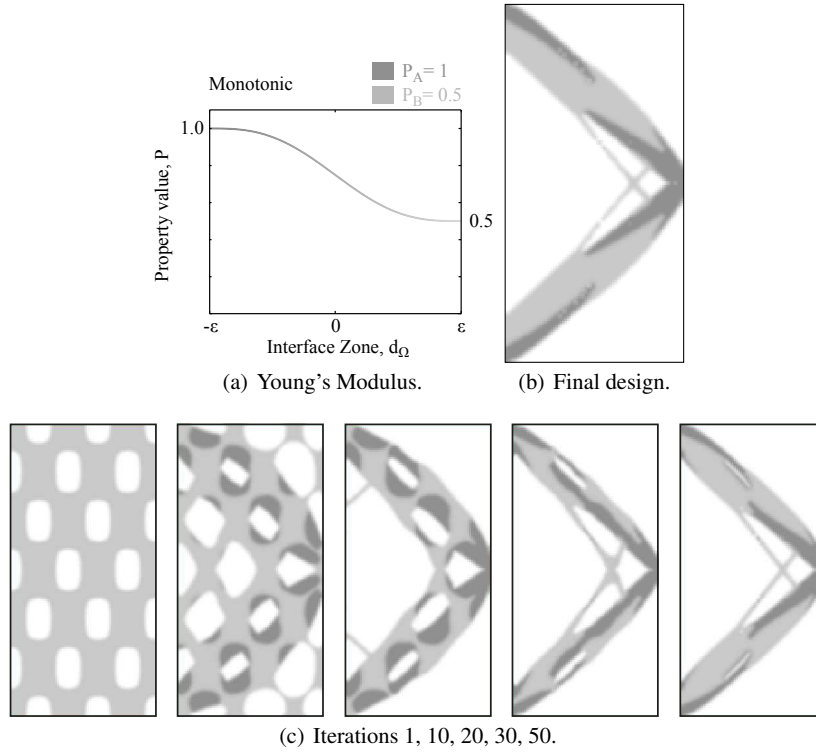 Monotonic
P_A = 1
P_B = 0.5
Property value, P
1.0
0.5
-ε 0 ε
Interface Zone, d_Ω
(a) Young's Modulus.
(b) Final design.
(c) Iterations 1, 10, 20, 30, 50.